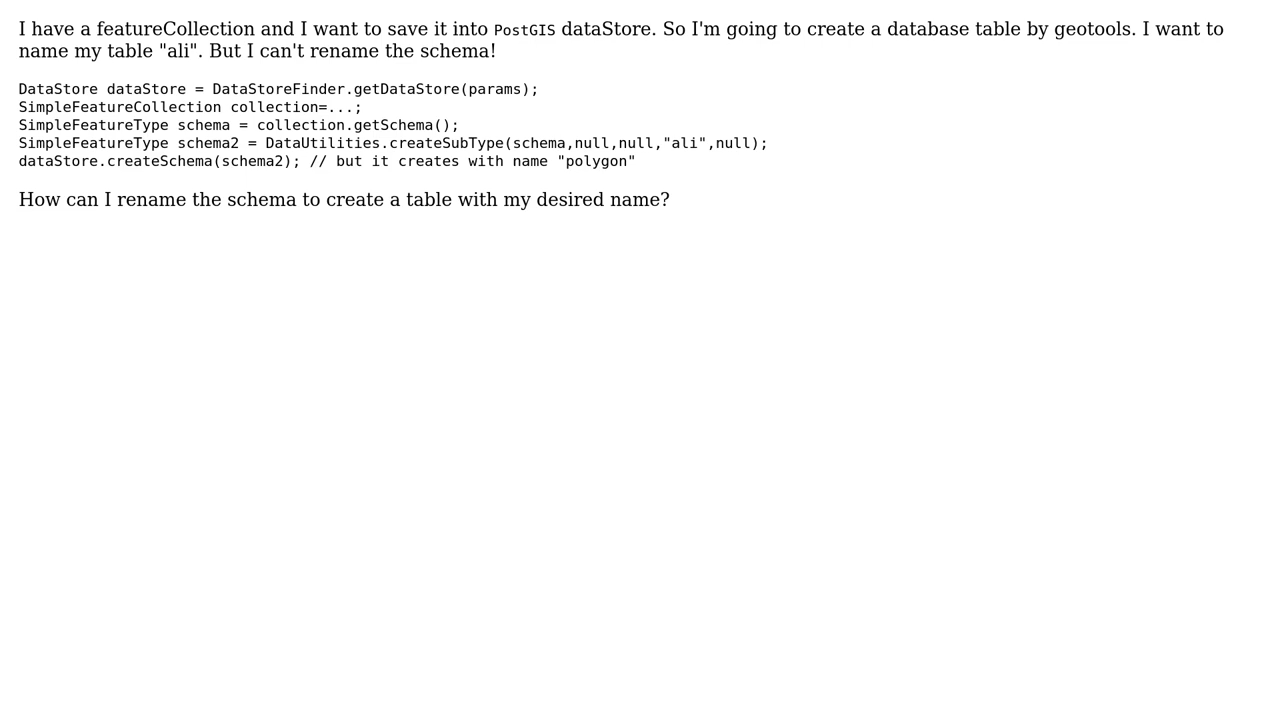 I have a featureCollection and I want to save it into PostGIS dataStore. So I'm going to create a database table by geotools. I want to
name my table "ali". But I can't rename the schema!
DataStore dataStore = DataStoreFinder.getDataStore(params);
SimpleFeatureCollection collection=...;
SimpleFeatureType schema = collection.getSchema();
SimpleFeatureType schema2 = DataUtilities.createSubType(schema,null,null,"ali",null);
dataStore.createSchema(schema2); // but it creates with name "polygon"
How can I rename the schema to create a table with my desired name?